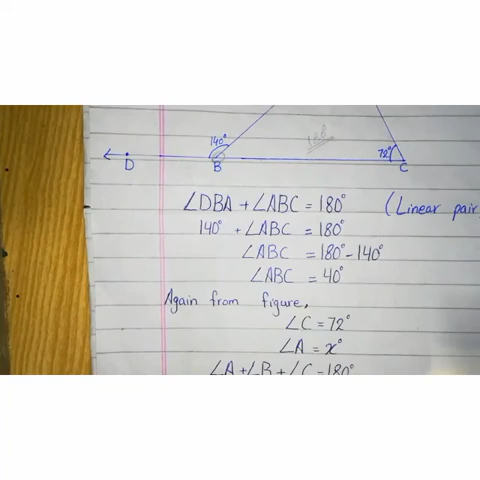 140°
72°
D B C
∠DBA + ∠ABC = 180° (Linear pair
140° + ∠ABC = 180°
∠ABC = 180° - 140°
∠ABC = 40°
Again from figure,
∠C = 72°
∠A = x°
∠A + ∠B + ∠C = 180°